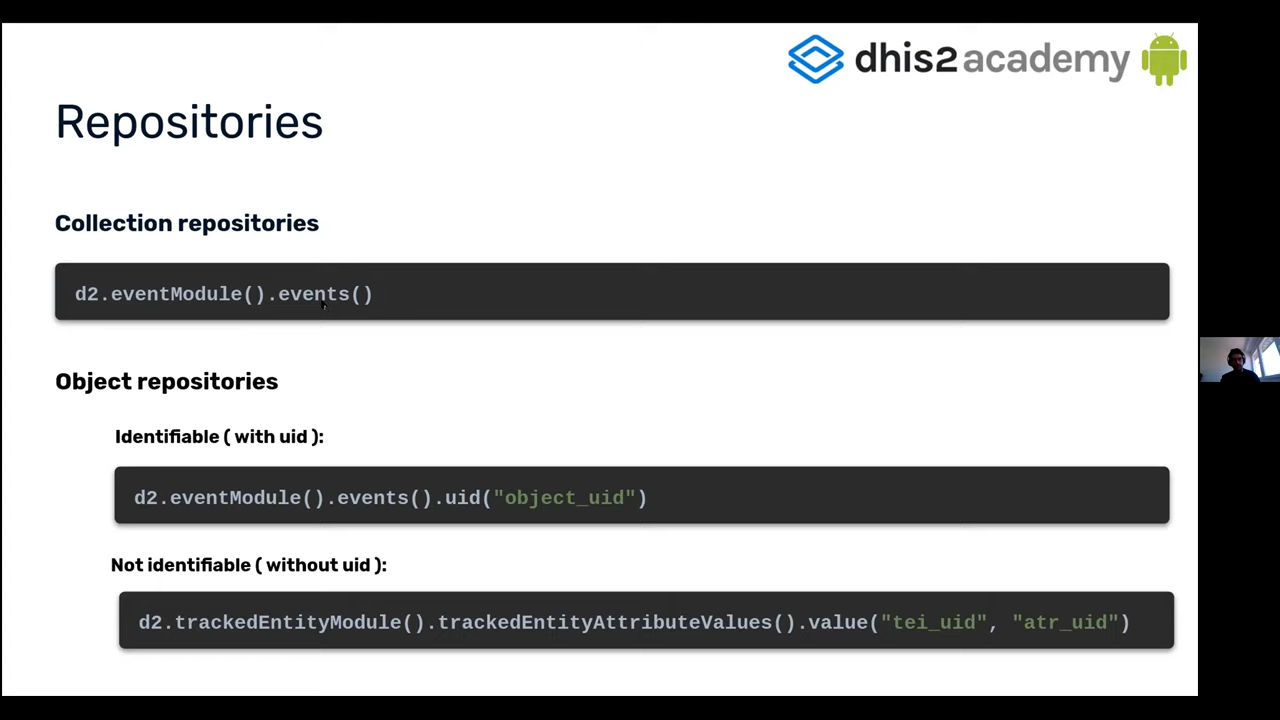 dhis2 academy
Repositories
Collection repositories
d2.eventModule().events()
Object repositories
Identifiable ( with uid ):
d2.eventModule().events().uid("object_uid")
Not identifiable ( without uid ):
d2.trackedEntityModule().trackedEntityAttributeValues().value("tei_uid", "atr_uid")